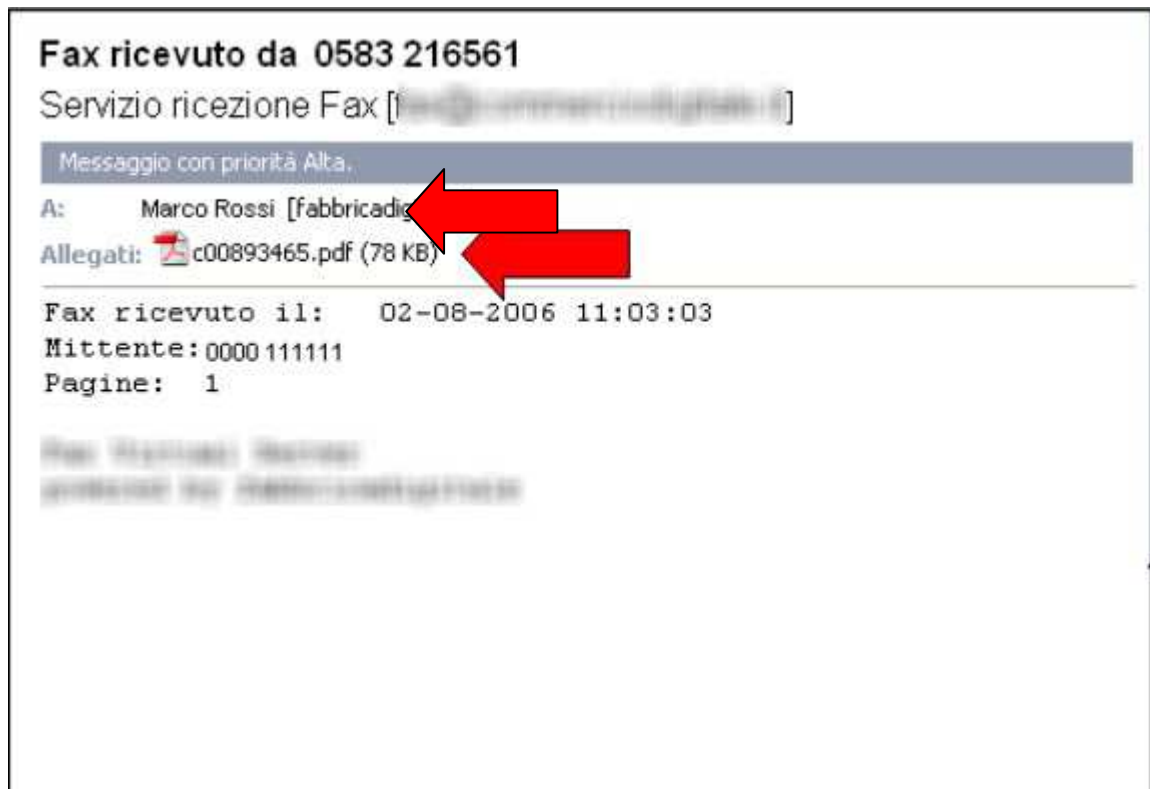 Fax ricevuto da 0583 216561
Servizio ricezione Fax [
]
Messaggio con priorità Alta.
A: Marco Rossi [
Allegati: c00893465.pdf (78 KB)
Fax ricevuto il: 02-08-2006 11:03:03
Mittente: 0000 111111
Pagine: 1